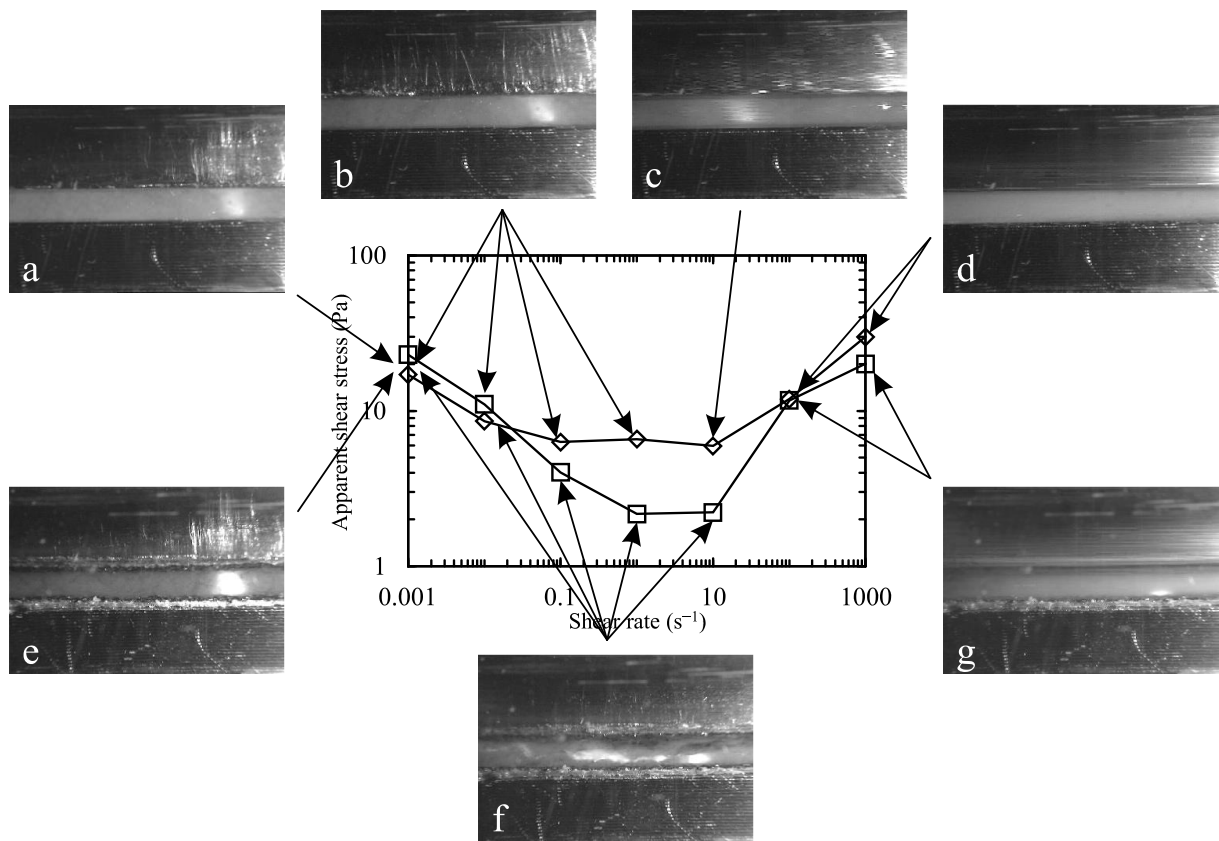 b
c
a
d
100
10
1
Apparent shear stress (Pa)
0.001
0.1
10
1000
Shear rate (s⁻¹)
e
g
f